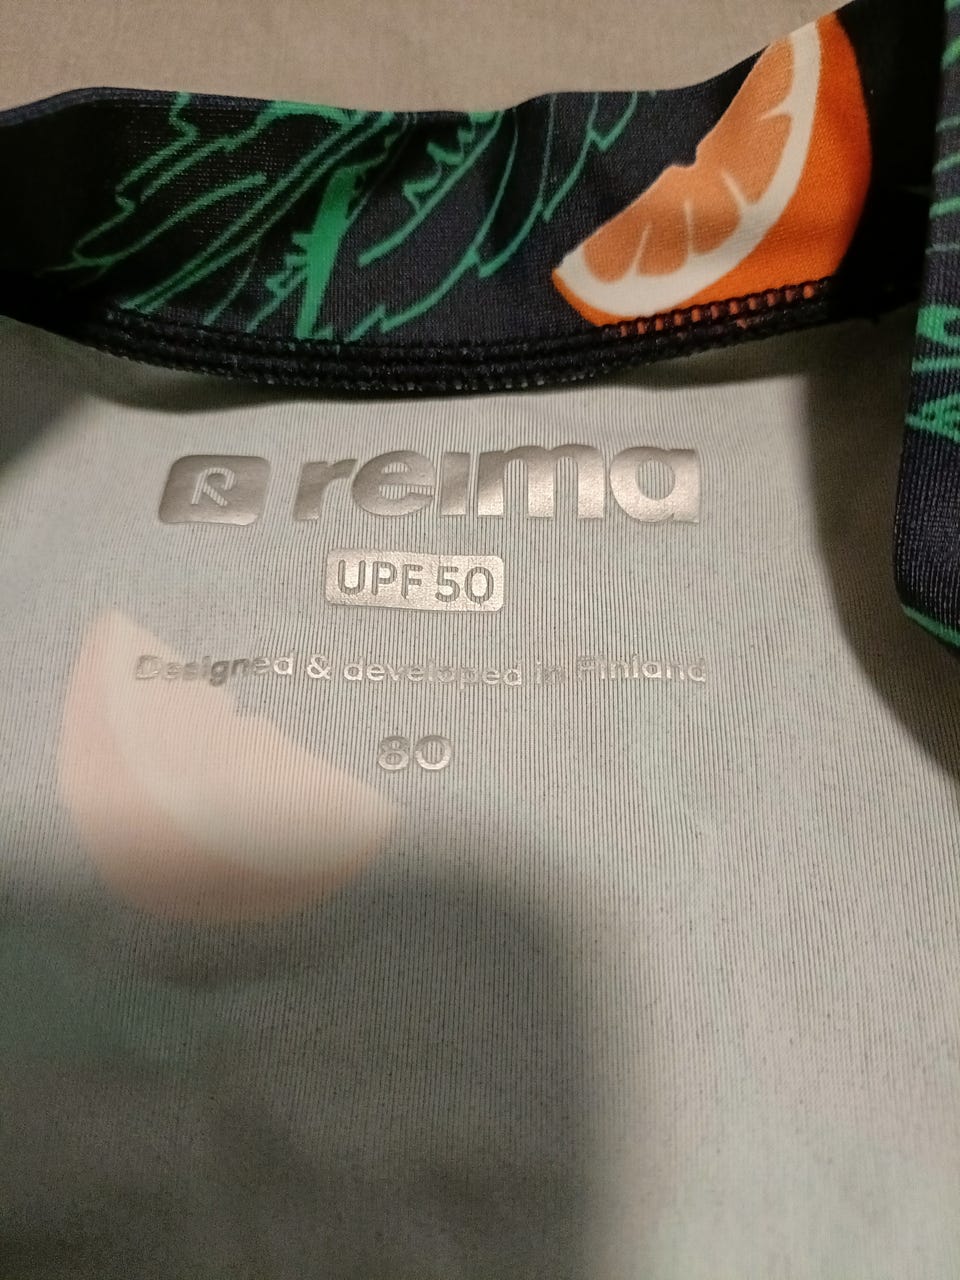 R reima
UPF 50
Designed & developed in Finland
80